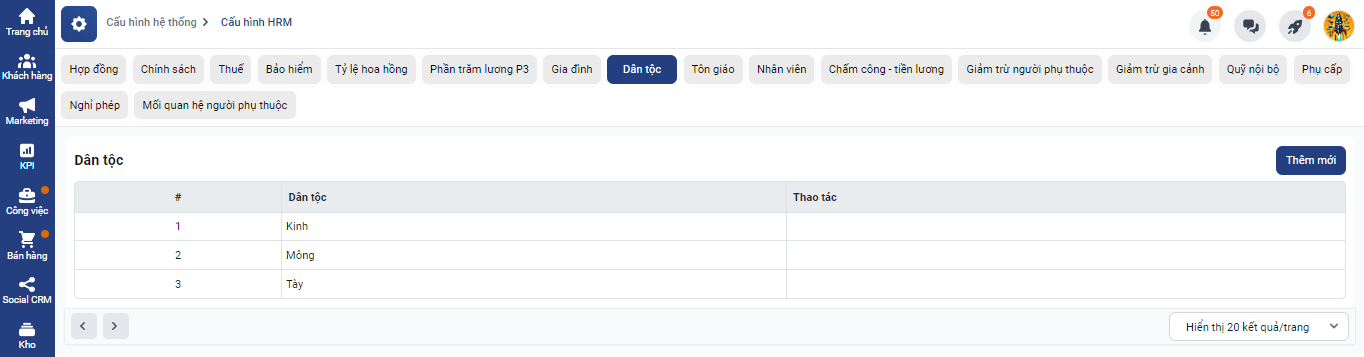 Trang chủ
Khách hàng
Marketing
KPI
Công việc
Bán hàng
Social CRM
Kho
Cấu hình hệ thống > Cấu hình HRM
50
6
Hợp đồng Chính sách Thuế Bảo hiểm Tỷ lệ hoa hồng Phần trăm lương P3 Gia đình Dân tộc Tôn giáo Nhân viên Chấm công - tiền lương Giảm trừ người phụ thuộc Giảm trừ gia cảnh Quỹ nội bộ Phụ cấp
Nghỉ phép Mối quan hệ người phụ thuộc
Dân tộc Thêm mới
# Dân tộc Thao tác
1 Kinh
2 Mông
3 Tày
Hiển thị 20 kết quả/trang